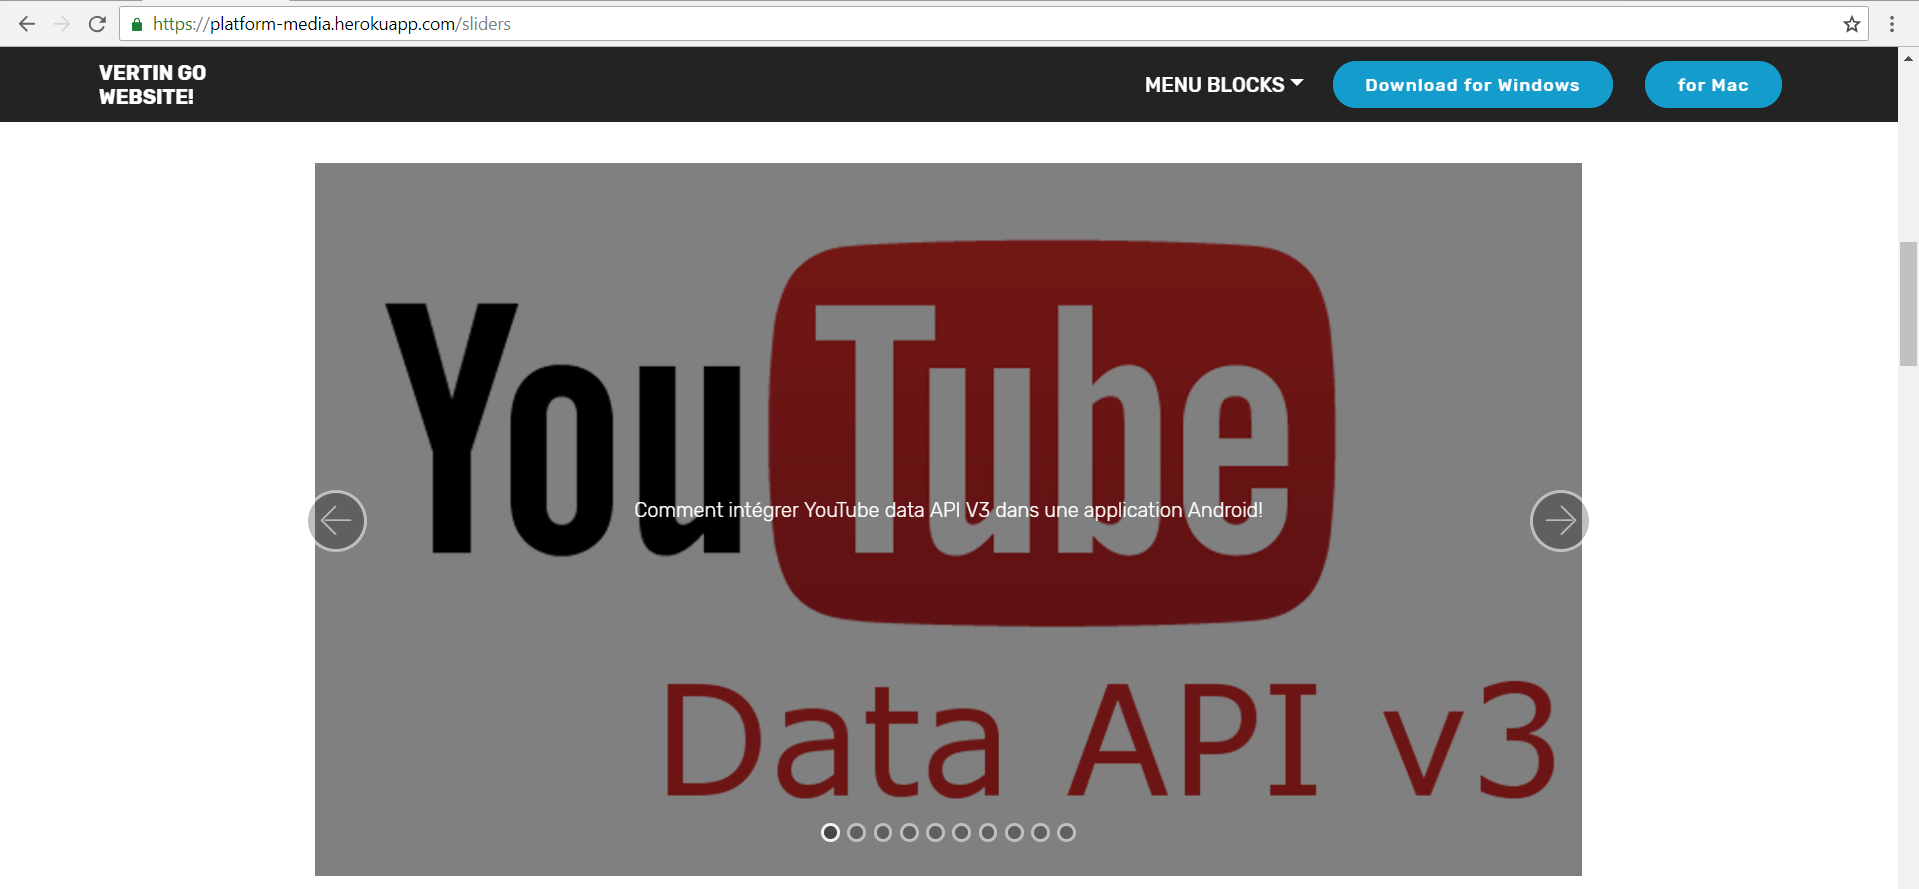 https://platform-media.herokuapp.com/sliders
VERTIN GO
WEBSITE!
MENU BLOCKS
Download for Windows
for Mac
YouTube
Comment intégrer YouTube data API V3 dans une application Android!
Data API v3